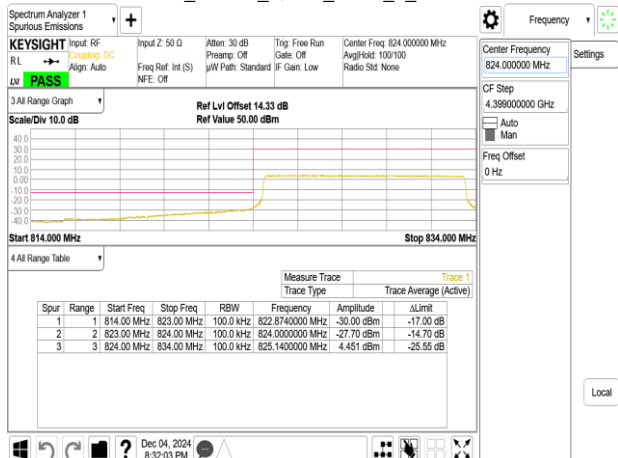 Spectrum Analyzer 1
Spurious Emissions
Frequency
KEYSIGHT Input: RF Input Z: 50 Ω Atten: 30 dB Trig: Free Run Center Freq: 824.000000 MHz
RL Coupling: DC Preamp: Off Gate: Off Avg|Hold: 100/100
Align: Auto Freq Ref: Int (S) µW Path: Standard IF Gain: Low Radio Std: None
LXI PASS NFE: Off
Center Frequency
824.000000 MHz
Settings
CF Step
4.399000000 GHz
Auto
Man
Freq Offset
0 Hz
3 All Range Graph
Ref Lvl Offset 14.33 dB
Scale/Div 10.0 dB Ref Value 50.00 dBm
40.0
30.0
20.0
10.0
0.00
-10.0
-20.0
-30.0
-40.0
Start 814.000 MHz Stop 834.000 MHz
4 All Range Table
Measure Trace Trace 1
Trace Type Trace Average (Active)
Spur Range Start Freq Stop Freq RBW Frequency Amplitude ΔLimit
1 1 814.00 MHz 823.00 MHz 100.0 kHz 822.8740000 MHz -30.00 dBm -17.00 dB
2 2 823.00 MHz 824.00 MHz 100.0 kHz 824.0000000 MHz -27.70 dBm -14.70 dB
3 3 824.00 MHz 834.00 MHz 100.0 kHz 825.1400000 MHz 4.451 dBm -25.55 dB
Local
? Dec 04, 2024
8:32:03 PM